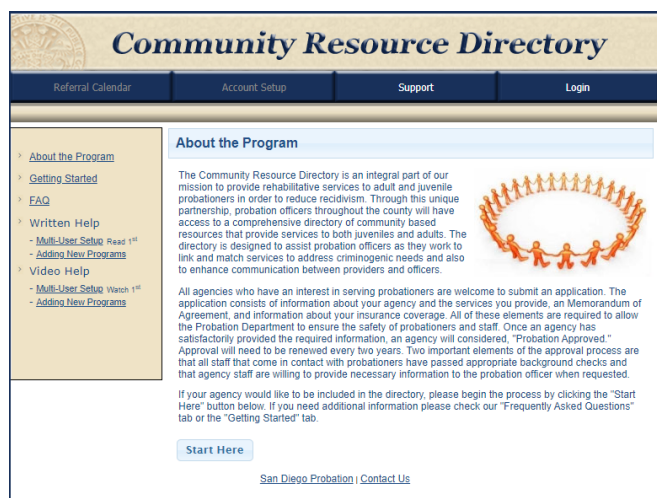 Community Resource Directory
Referral Calendar Account Setup Support Login
About the Program
Getting Started
FAQ
Written Help
- Multi-User Setup Read 1st
- Adding New Programs
Video Help
- Multi-User Setup Watch 1st
- Adding New Programs
About the Program
The Community Resource Directory is an integral part of our
mission to provide rehabilitative services to adult and juvenile
probationers in order to reduce recidivism. Through this unique
partnership, probation officers throughout the county will have
access to a comprehensive directory of community based
resources that provide services to both juveniles and adults. The
directory is designed to assist probation officers as they work to
link and match services to address criminogenic needs and also
to enhance communication between providers and officers.
All agencies who have an interest in serving probationers are welcome to submit an application. The
application consists of information about your agency and the services you provide, an Memorandum of
Agreement, and information about your insurance coverage. All of these elements are required to allow
the Probation Department to ensure the safety of probationers and staff. Once an agency has
satisfactorily provided the required information, an agency will considered, "Probation Approved."
Approval will need to be renewed every two years. Two important elements of the approval process are
that all staff that come in contact with probationers have passed appropriate background checks and
that agency staff are willing to provide necessary information to the probation officer when requested.
If your agency would like to be included in the directory, please begin the process by clicking the "Start
Here" button below. If you need additional information please check our "Frequently Asked Questions"
tab or the "Getting Started" tab.
Start Here
San Diego Probation | Contact Us